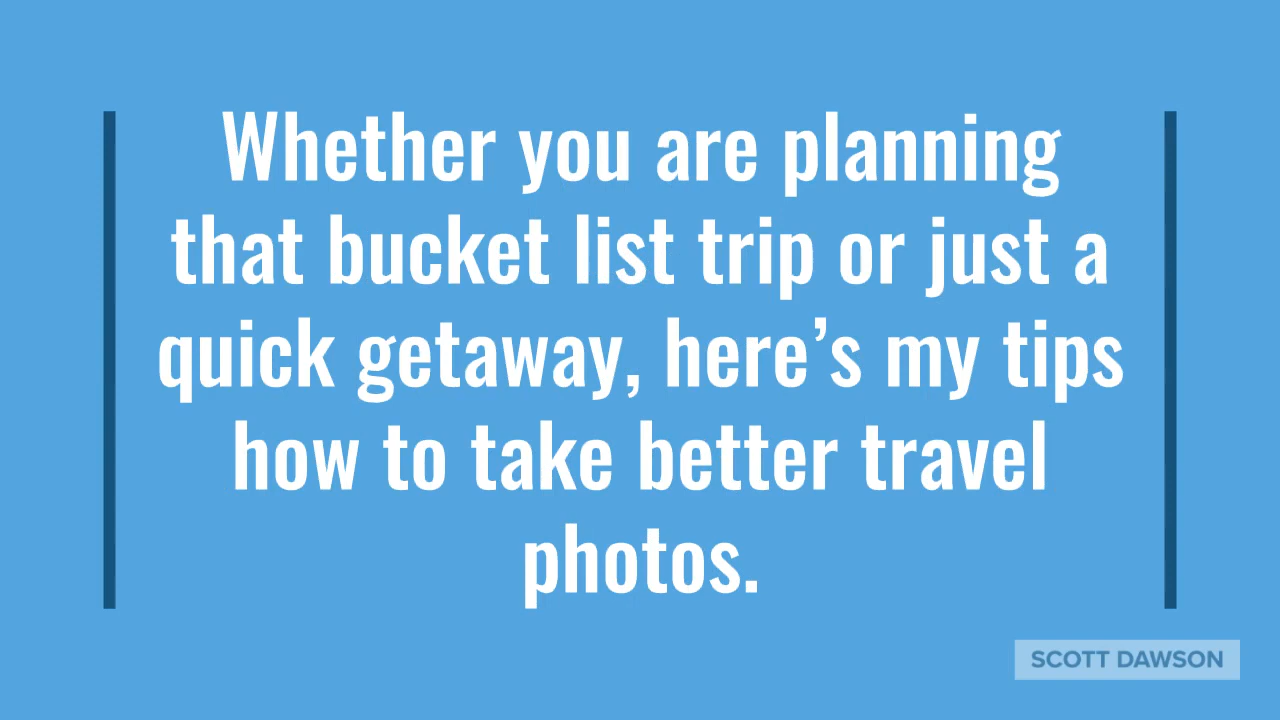 Whether you are planning
that bucket list trip or just a
quick getaway, here’s my tips
how to take better travel
photos.
SCOTT DAWSON